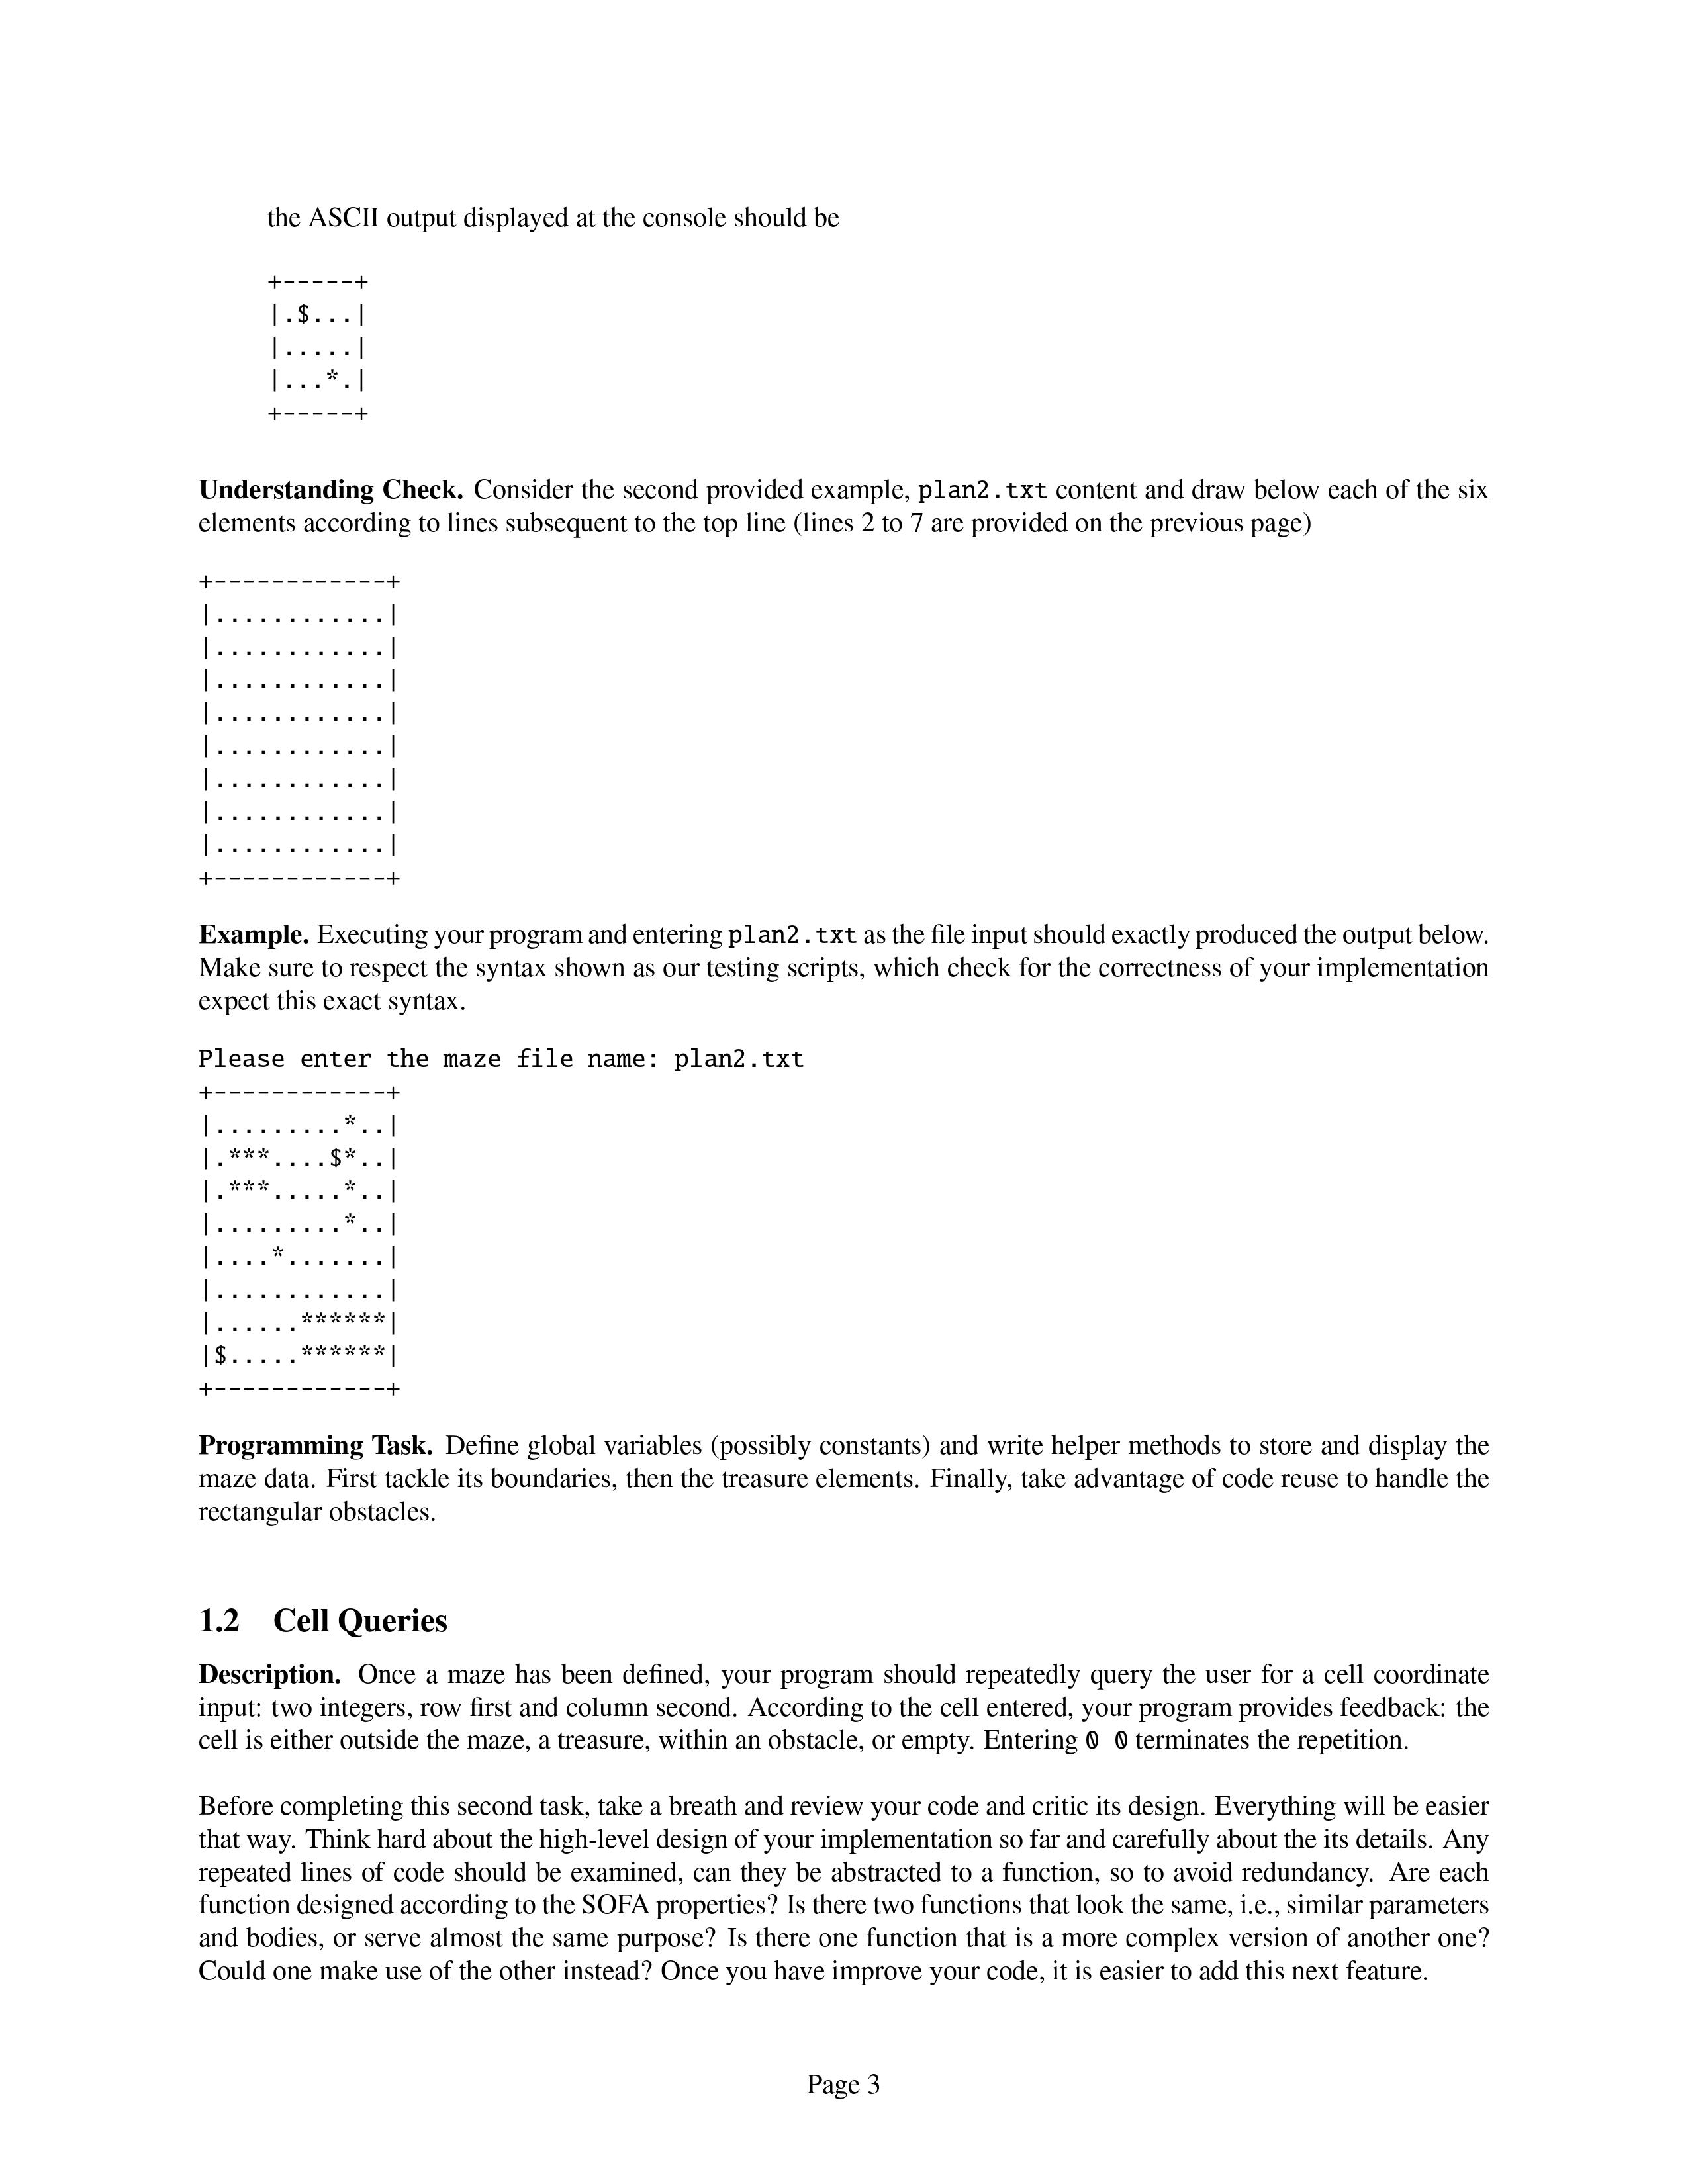 the ASCII output displayed at the console should be
+-----+
|.$...|
|.....|
|...*.|
+-----+
Understanding Check. Consider the second provided example, plan2.txt content and draw below each of the six
elements according to lines subsequent to the top line (lines 2 to 7 are provided on the previous page)
+------------+
|............|
|............|
|............|
|............|
|............|
|............|
|............|
|............|
+------------+
Example. Executing your program and entering plan2.txt as the file input should exactly produced the output below.
Make sure to respect the syntax shown as our testing scripts, which check for the correctness of your implementation
expect this exact syntax.
Please enter the maze file name: plan2.txt
+------------+
|.........*..|
|.***....$*..|
|.***.....*..|
|.........*..|
|....*.......|
|............|
|......******|
|$.....******|
+------------+
Programming Task. Define global variables (possibly constants) and write helper methods to store and display the
maze data. First tackle its boundaries, then the treasure elements. Finally, take advantage of code reuse to handle the
rectangular obstacles.
1.2 Cell Queries
Description. Once a maze has been defined, your program should repeatedly query the user for a cell coordinate
input: two integers, row first and column second. According to the cell entered, your program provides feedback: the
cell is either outside the maze, a treasure, within an obstacle, or empty. Entering 0 0 terminates the repetition.
Before completing this second task, take a breath and review your code and critic its design. Everything will be easier
that way. Think hard about the high-level design of your implementation so far and carefully about the its details. Any
repeated lines of code should be examined, can they be abstracted to a function, so to avoid redundancy. Are each
function designed according to the SOFA properties? Is there two functions that look the same, i.e., similar parameters
and bodies, or serve almost the same purpose? Is there one function that is a more complex version of another one?
Could one make use of the other instead? Once you have improve your code, it is easier to add this next feature.
Page 3